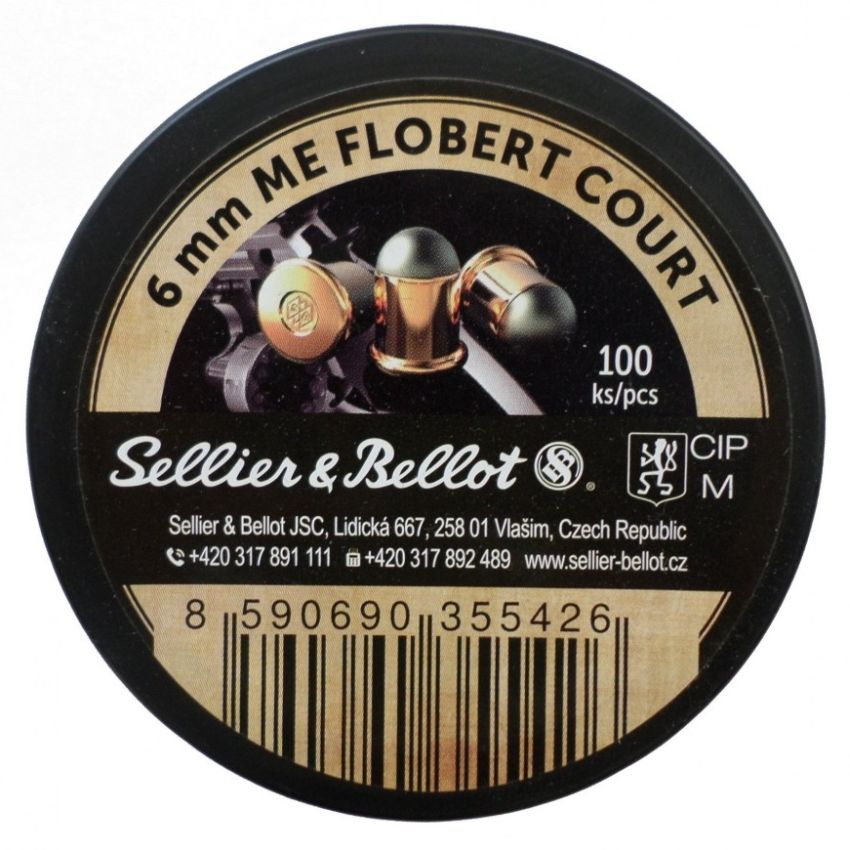 6 mm ME FLOBERT COURT
100
ks/pcs
Sellier & Bellot SB ®
CIP
M
Sellier & Bellot JSC, Lidická 667, 258 01 Vlašim, Czech Republic
+420 317 891 111 +420 317 892 489 www.sellier-bellot.cz
8 590690 355426